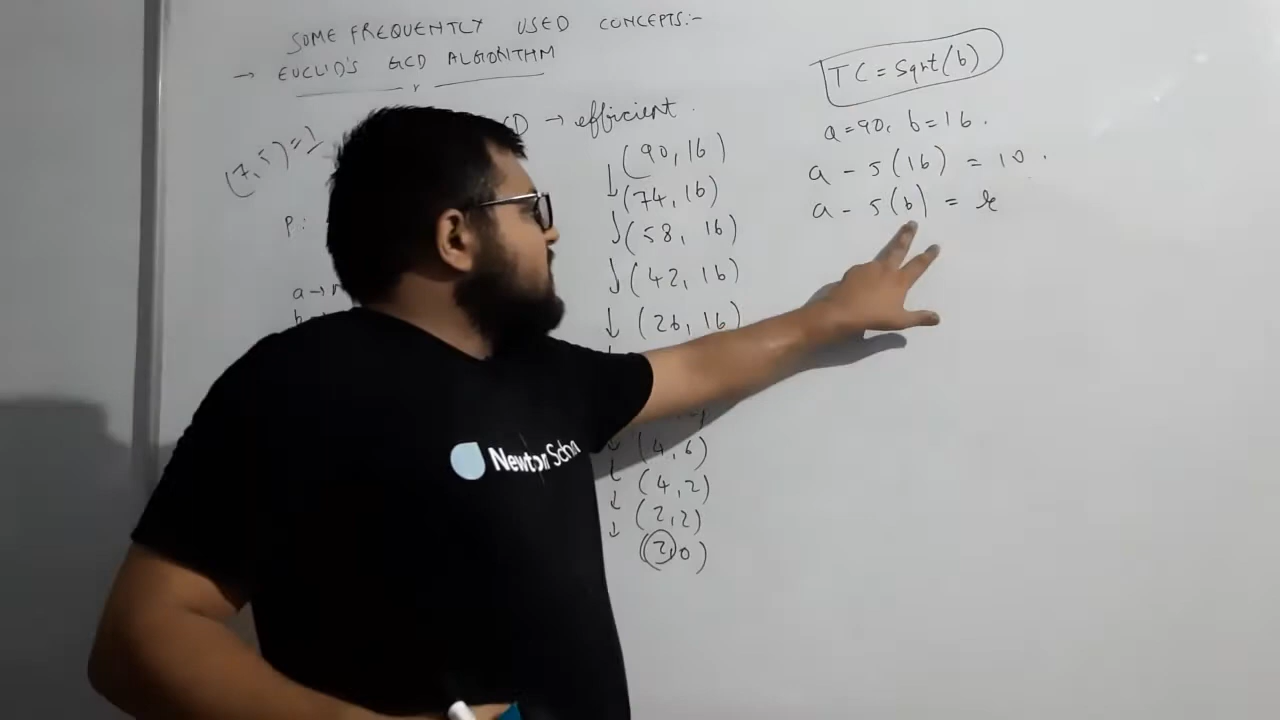 SOME FREQUENTLY USED CONCEPTS:-
→ EUCLID'S GCD ALGORITHM
CD → efficient.
(7,5)=1
P:
a →
(90, 16)
↓ (74, 16)
↓ (58, 16)
↓ (42, 16)
↓ (26, 16)
↓ (4, 6)
↓ (4, 2)
↓ (2,2)
↓ (2,0)
TC = Sqrt(b)
a=90, b=16.
a - 5(16) = 10.
a - 5(b) =
Newton Scho